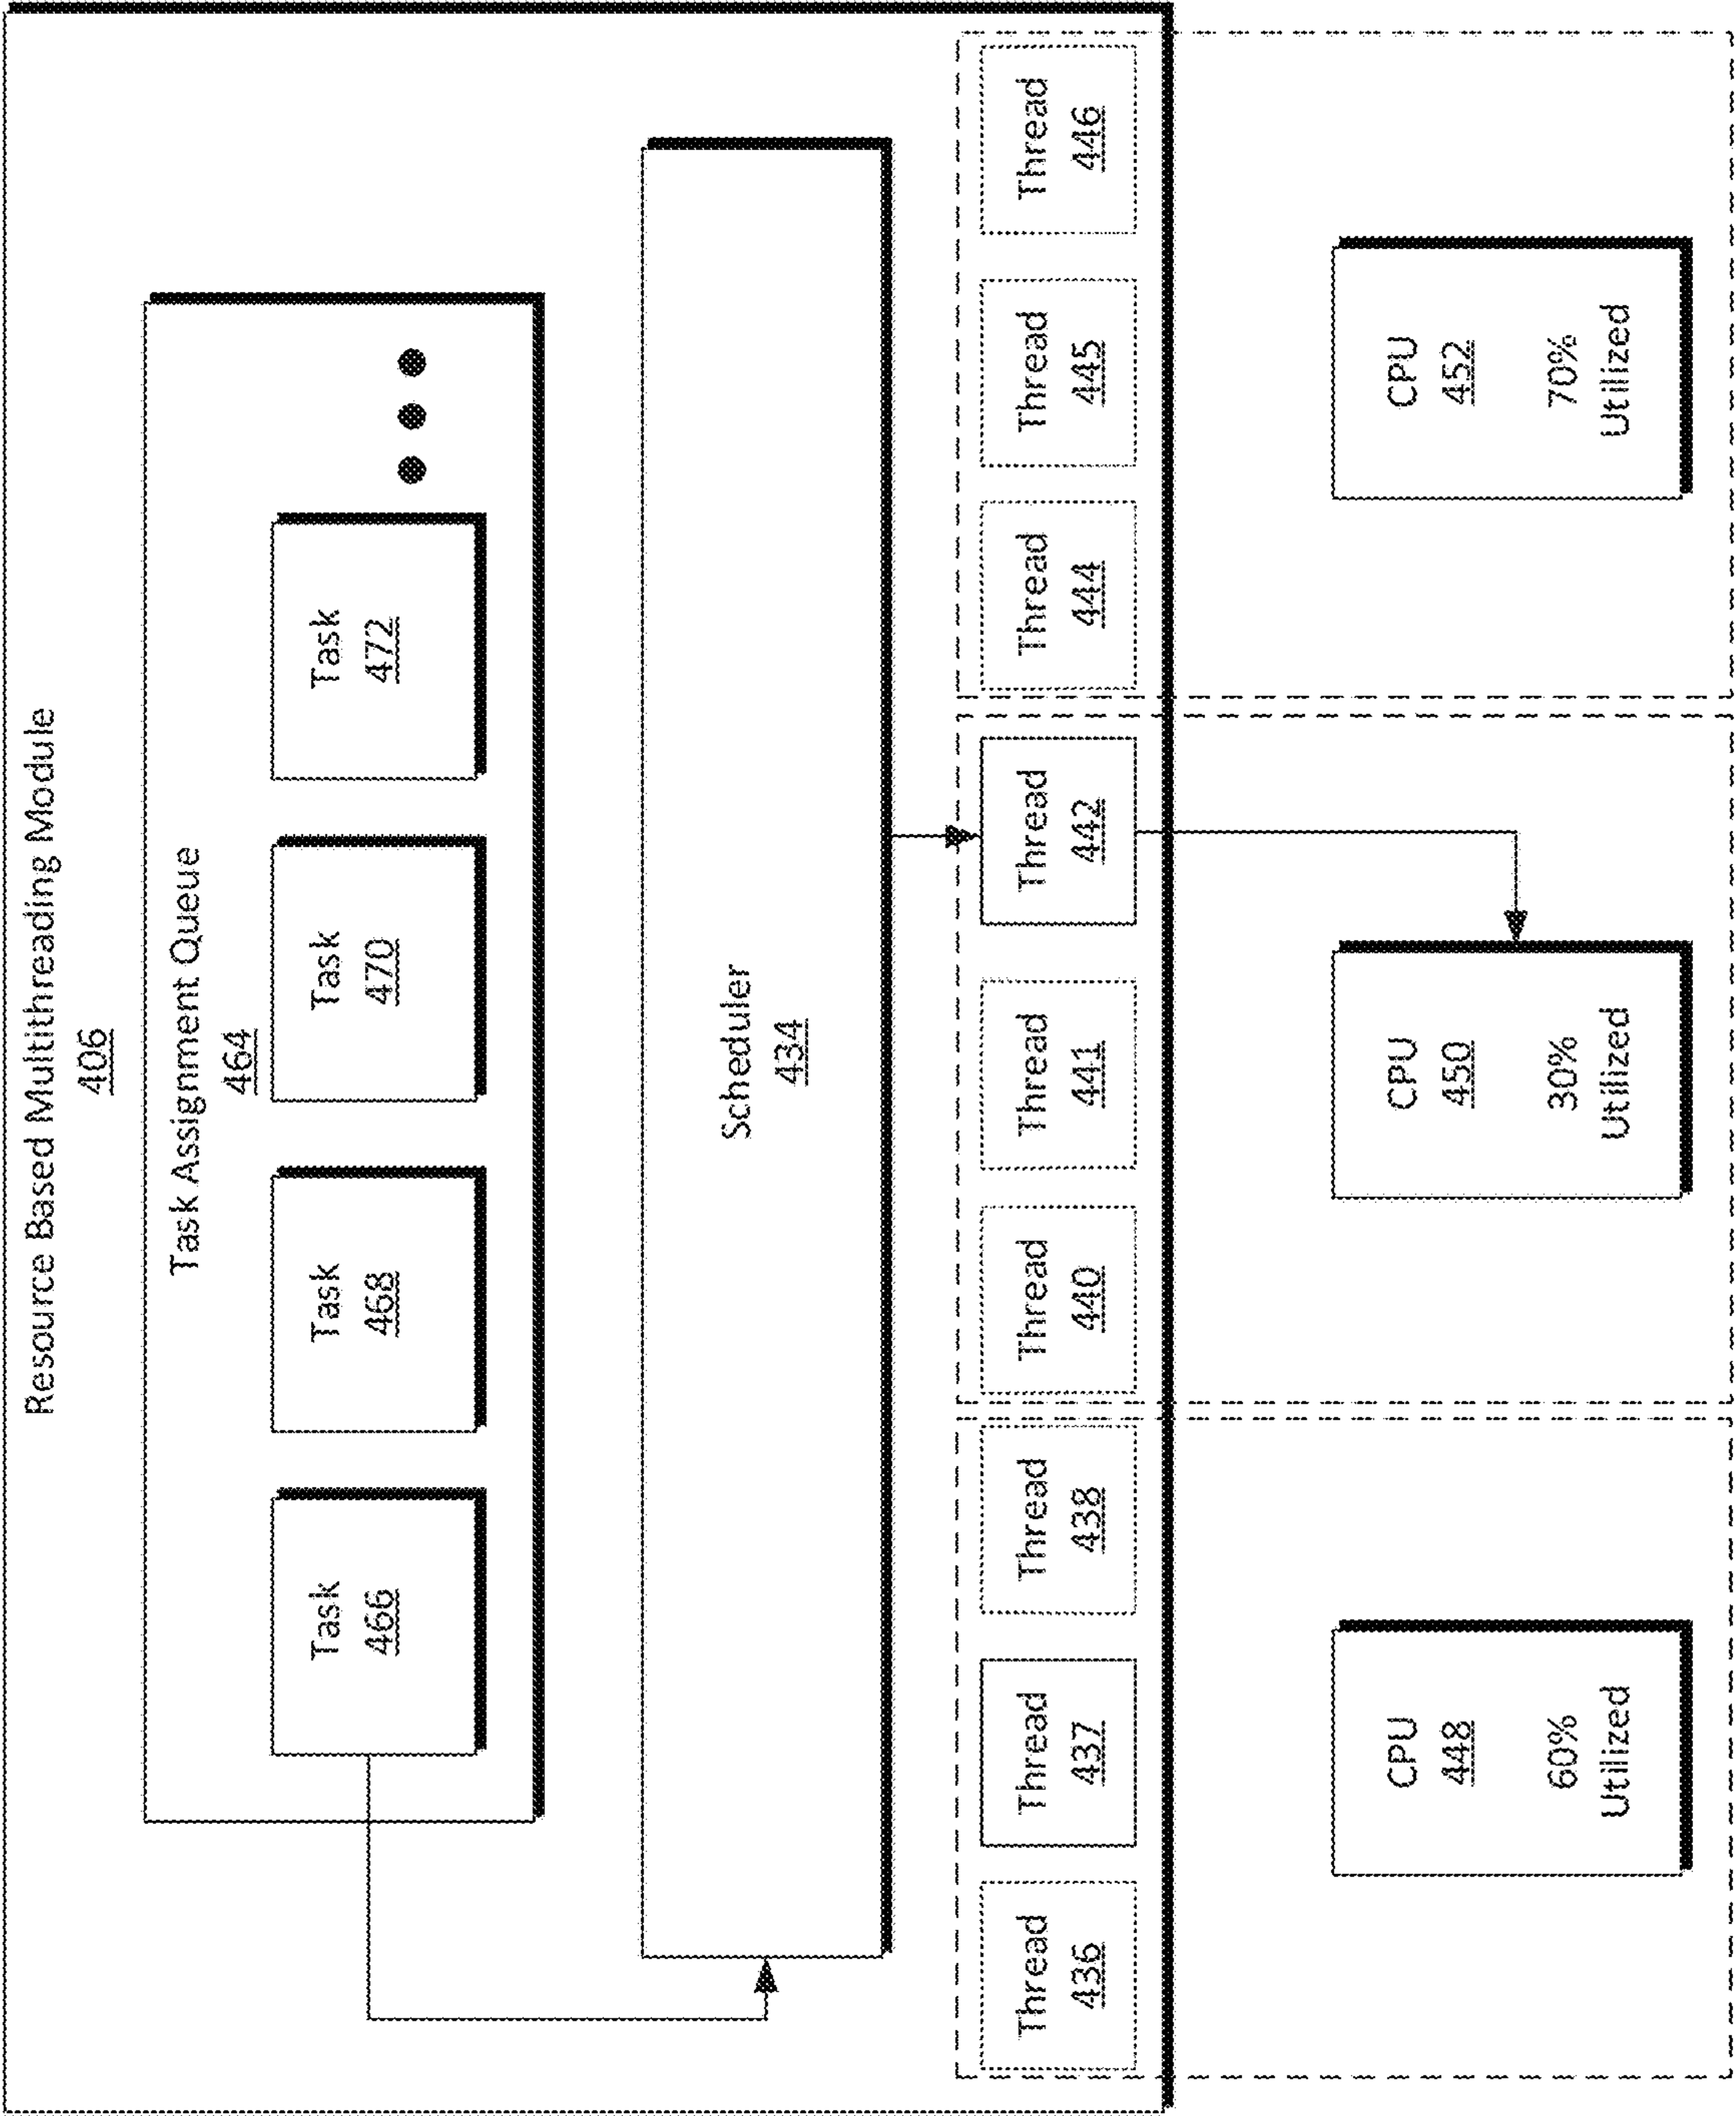 Resource Based Multithreading Module
406
Task Assignment Queue
464
Task
466
Task
468
Task
470
Task
472
Scheduler
434
Thread
436
Thread
437
Thread
438
Thread
440
Thread
441
Thread
442
Thread
444
Thread
445
Thread
446
CPU
448
60%
Utilized
CPU
450
30%
Utilized
CPU
452
70%
Utilized